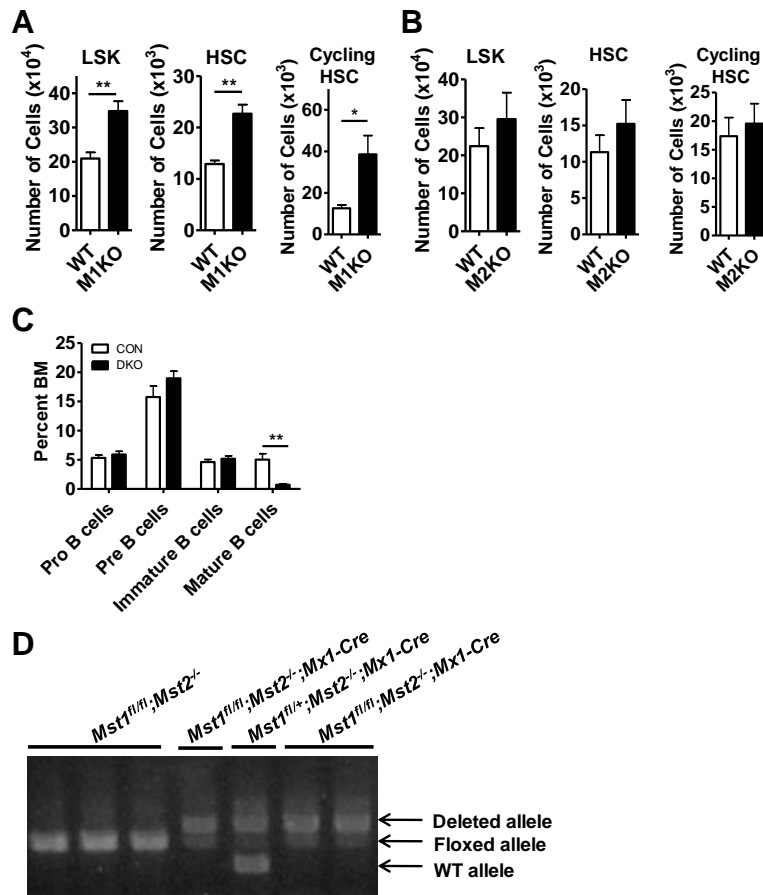 A
LSK
Number of Cells (x10⁴)
40
30
20
10
0
**
WT
M1KO
HSC
Number of Cells (x10³)
30
20
10
0
**
WT
M1KO
Cycling
HSC
Number of Cells (x10³)
60
40
20
0
*
WT
M1KO
B
LSK
Number of Cells (x10⁴)
40
30
20
10
0
WT
M2KO
HSC
Number of Cells (x10³)
20
15
10
5
0
WT
M2KO
Cycling
HSC
Number of Cells (x10³)
25
20
15
10
5
0
WT
M2KO
C
Percent BM
25
20
15
10
5
0
CON
DKO
**
Pro B cells
Pre B cells
Immature B cells
Mature B cells
D
Mst1fl/fl;Mst2-/-
Mst1fl/fl;Mst2-/-;Mx1-Cre
Mst1fl/+;Mst2-/-;Mx1-Cre
Mst1fl/fl;Mst2-/-;Mx1-Cre
Deleted allele
Floxed allele
WT allele